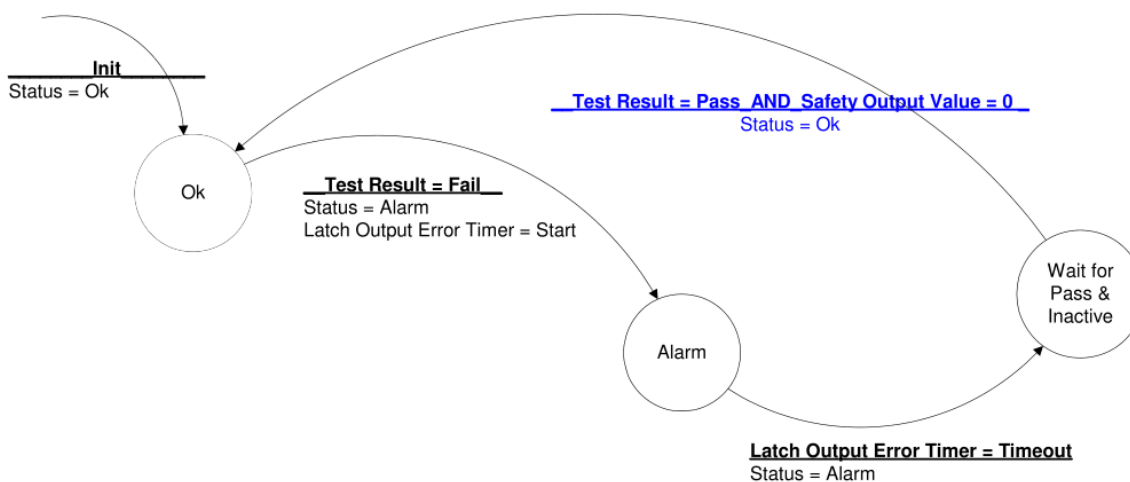 Init
Status = Ok
__Test Result = Pass_AND_Safety Output Value = 0 _
Status = Ok
Ok
__Test Result = Fail__
Status = Alarm
Latch Output Error Timer = Start
Wait for
Pass &
Inactive
Alarm
Latch Output Error Timer = Timeout
Status = Alarm